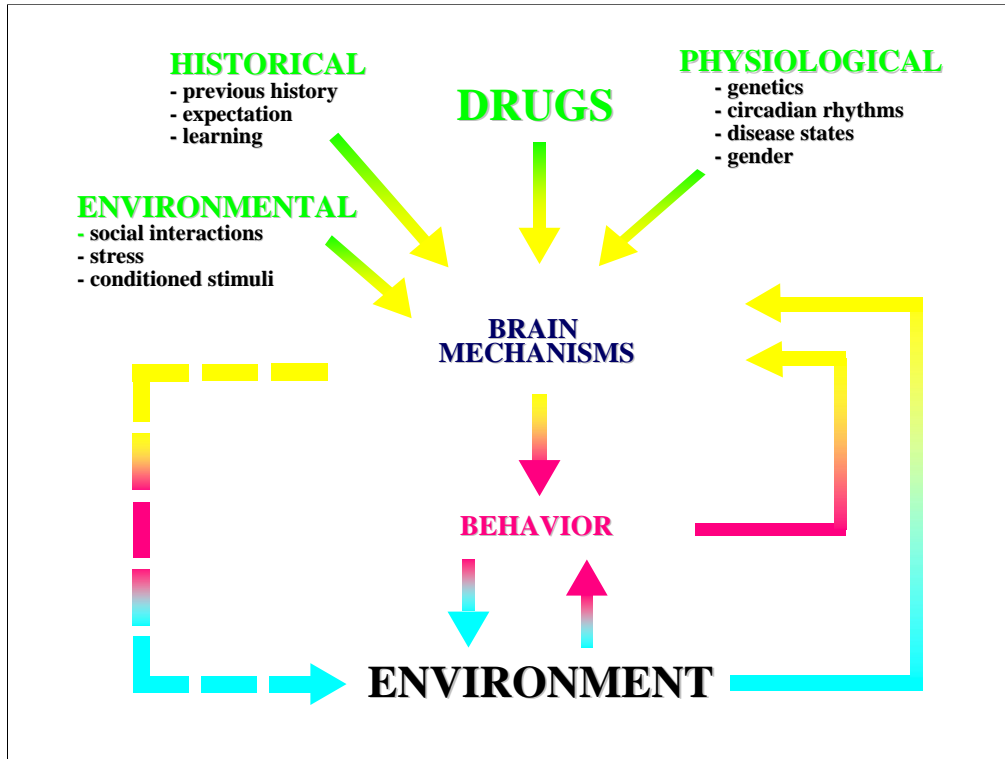 HISTORICAL
- previous history
- expectation
- learning
DRUGS
PHYSIOLOGICAL
- genetics
- circadian rhythms
- disease states
- gender
ENVIRONMENTAL
- social interactions
- stress
- conditioned stimuli
BRAIN
MECHANISMS
BEHAVIOR
ENVIRONMENT